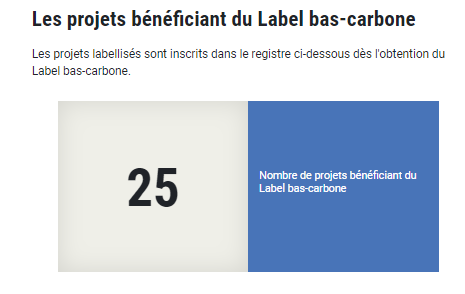 Les projets bénéficiant du Label bas-carbone
Les projets labellisés sont inscrits dans le registre ci-dessous dès l'obtention du
Label bas-carbone.
25
Nombre de projets bénéficiant du
Label bas-carbone